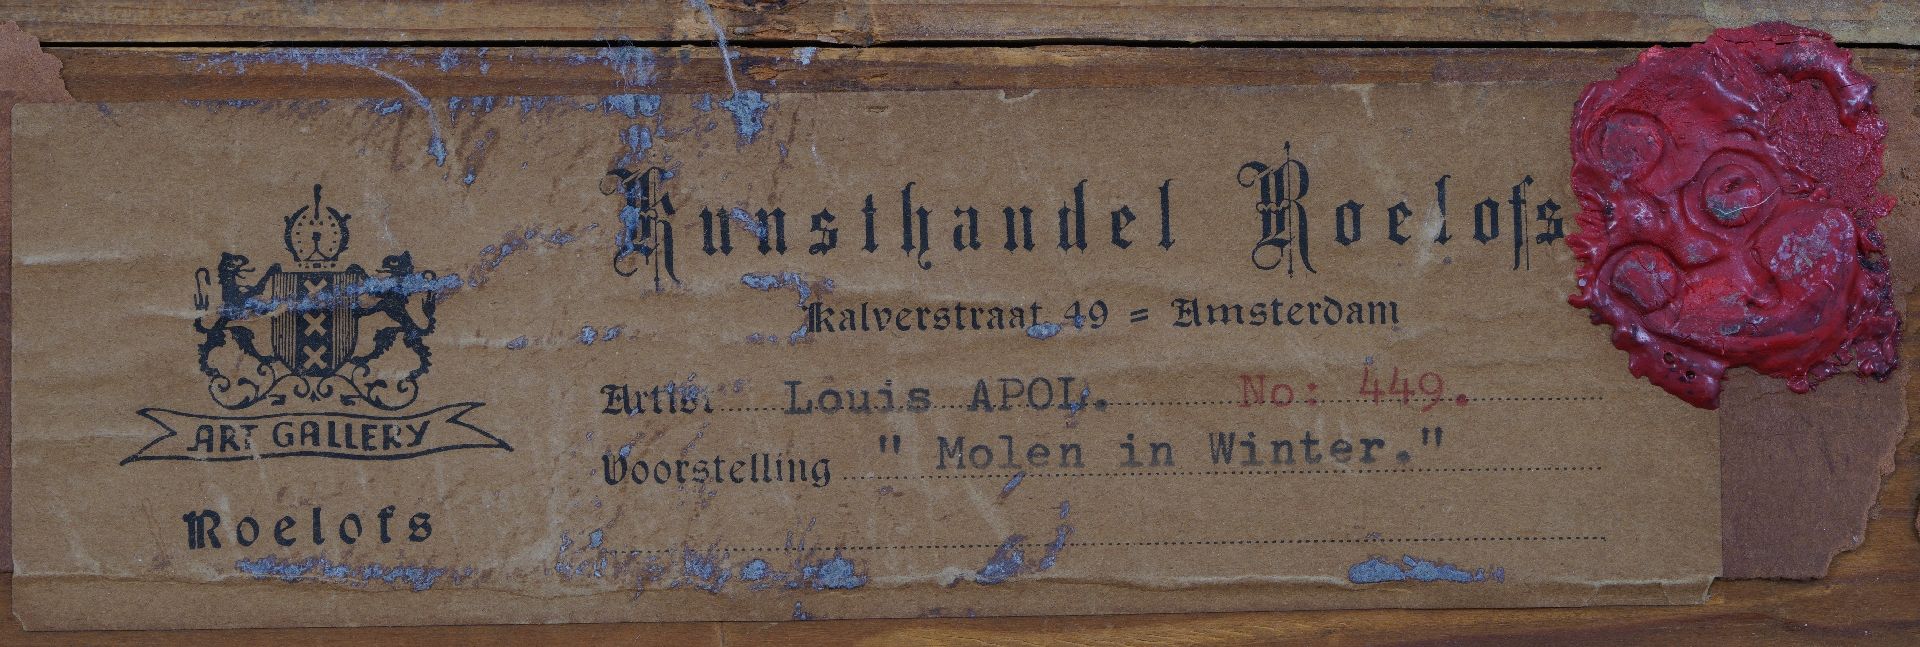 Kunsthandel Roelofs
Kalverstraat 49 = Amsterdam
Artist Louis APOL. No: 449.
Voorstelling " Molen in Winter."
ART GALLERY
Roelofs